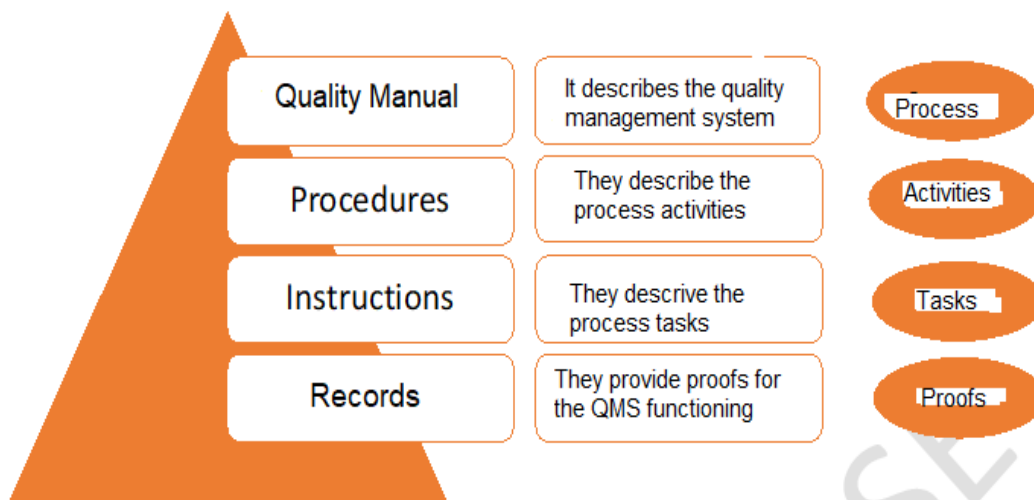 Quality Manual
It describes the quality
management system
Process
Procedures
They describe the
process activities
Activities
Instructions
They descrive the
process tasks
Tasks
Records
They provide proofs for
the QMS functioning
Proofs
SE